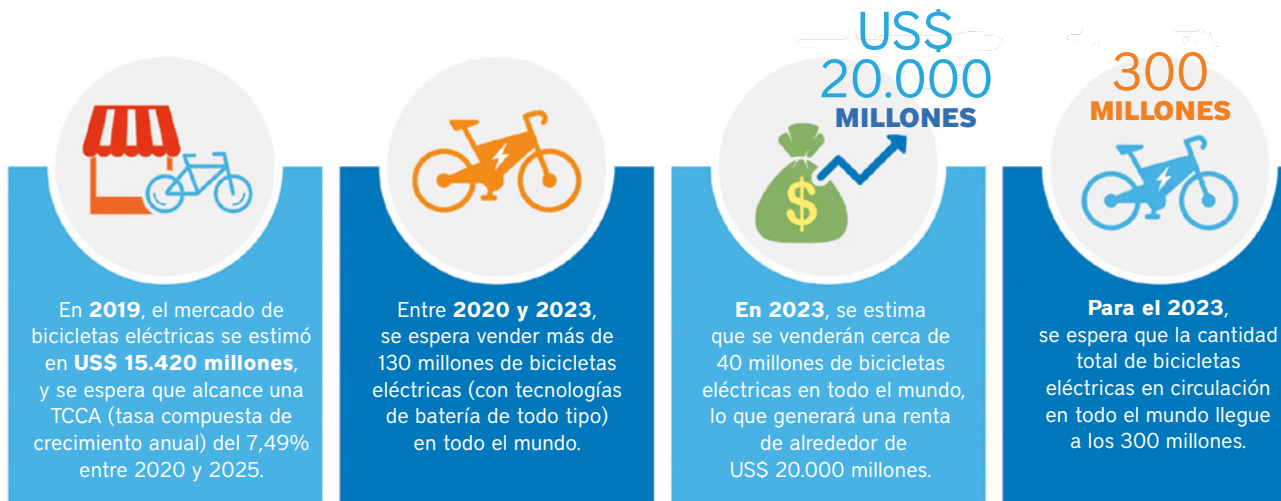 En 2019, el mercado de
bicicletas eléctricas se estimó
en US$ 15.420 millones,
y se espera que alcance una
TCCA (tasa compuesta de
crecimiento anual) del 7,49%
entre 2020 y 2025.
Entre 2020 y 2023,
se espera vender más de
130 millones de bicicletas
eléctricas (con tecnologías
de batería de todo tipo)
en todo el mundo.
US$
20.000
MILLONES
$
En 2023, se estima
que se venderán cerca de
40 millones de bicicletas
eléctricas en todo el mundo,
lo que generará una renta
de alrededor de
US$ 20.000 millones.
300
MILLONES
Para el 2023,
se espera que la cantidad
total de bicicletas
eléctricas en circulación
en todo el mundo llegue
a los 300 millones.